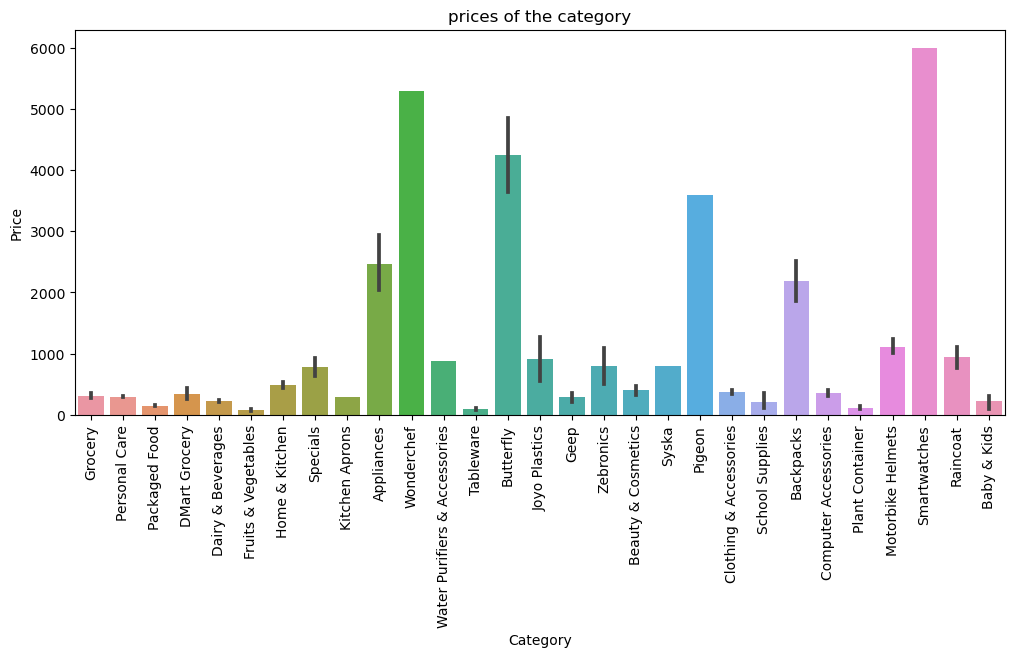 prices of the category
Price
6000
5000
4000
3000
2000
1000
0
Grocery
Personal Care
Packaged Food
DMart Grocery
Dairy & Beverages
Fruits & Vegetables
Home & Kitchen
Specials
Kitchen Aprons
Appliances
Wonderchef
Water Purifiers & Accessories
Tableware
Butterfly
Joyo Plastics
Geep
Zebronics
Beauty & Cosmetics
Syska
Pigeon
Clothing & Accessories
School Supplies
Backpacks
Computer Accessories
Plant Container
Motorbike Helmets
Smartwatches
Raincoat
Baby & Kids
Category